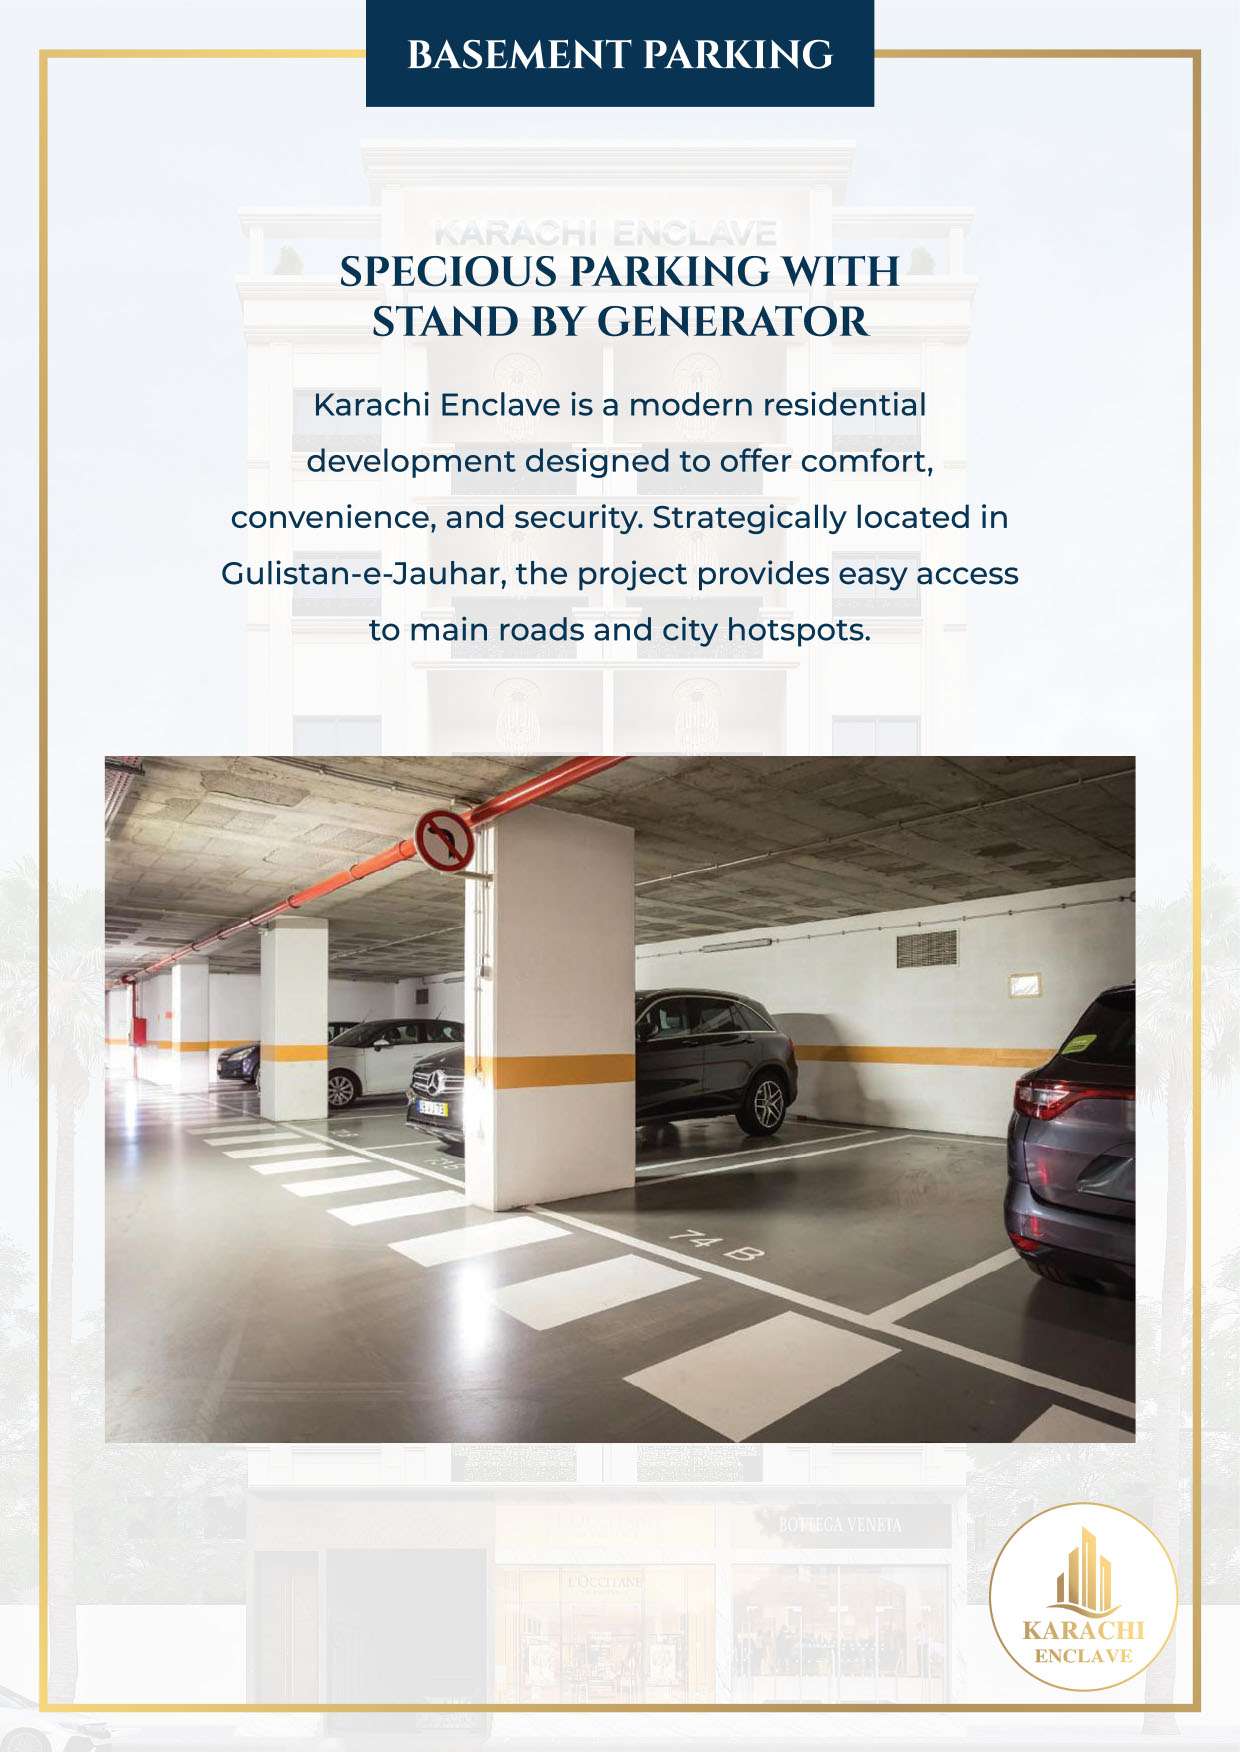 BASEMENT PARKING
KARACHI ENCLAVE
SPECIOUS PARKING WITH
STAND BY GENERATOR
Karachi Enclave is a modern residential
development designed to offer comfort,
convenience, and security. Strategically located in
Gulistan-e-Jauhar, the project provides easy access
to main roads and city hotspots.
74 B
BOTTEGA VENETA
L'OCCITANE
KARACHI
ENCLAVE